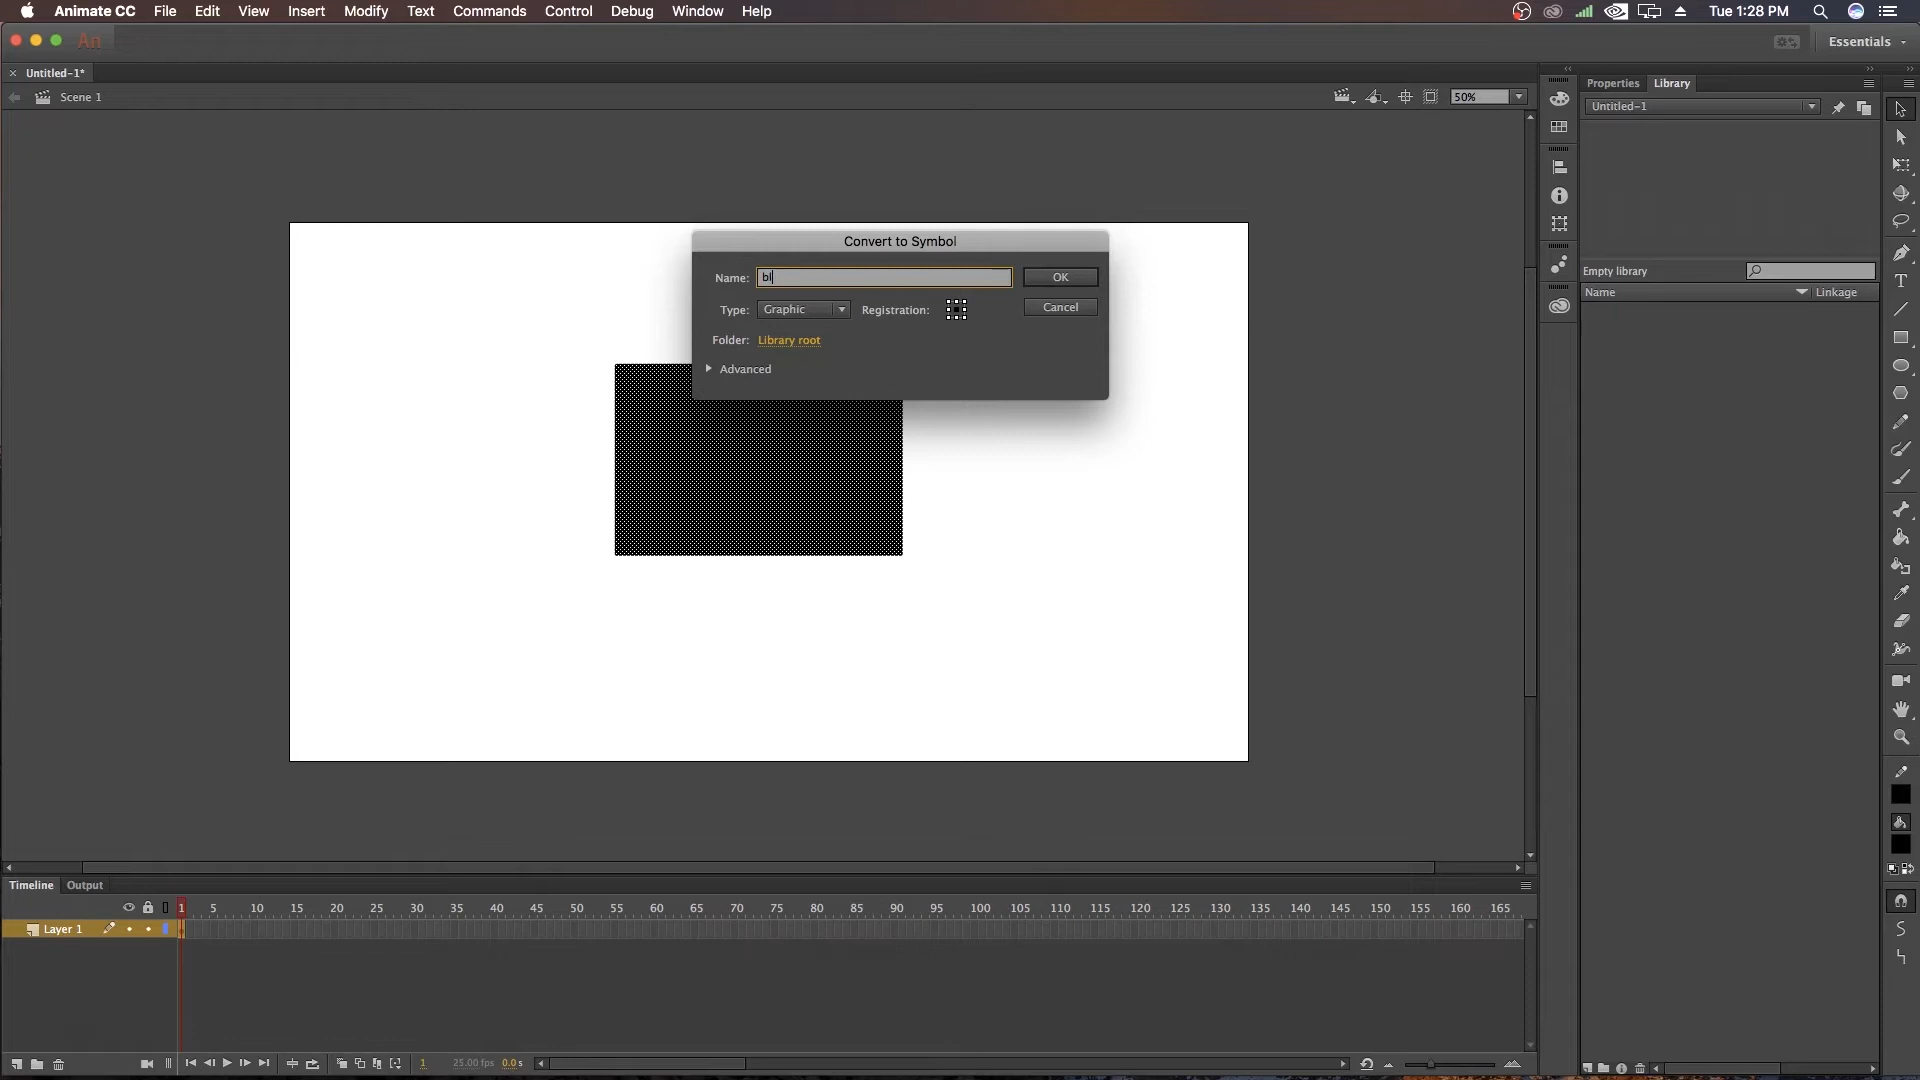 Animate CC File Edit View Insert Modify Text Commands Control Debug Window Help Tue 1:28 PM
An Essentials
Untitled-1* Properties Library
Scene 1 50% Untitled-1
Convert to Symbol
Name: bl OK
Type: Graphic Registration: Cancel
Folder: Library root
Advanced
Empty library
Name Linkage
Timeline Output
1 5 10 15 20 25 30 35 40 45 50 55 60 65 70 75 80 85 90 95 100 105 110 115 120 125 130 135 140 145 150 155 160 165
Layer 1
1 25.00 fps 0.0 s